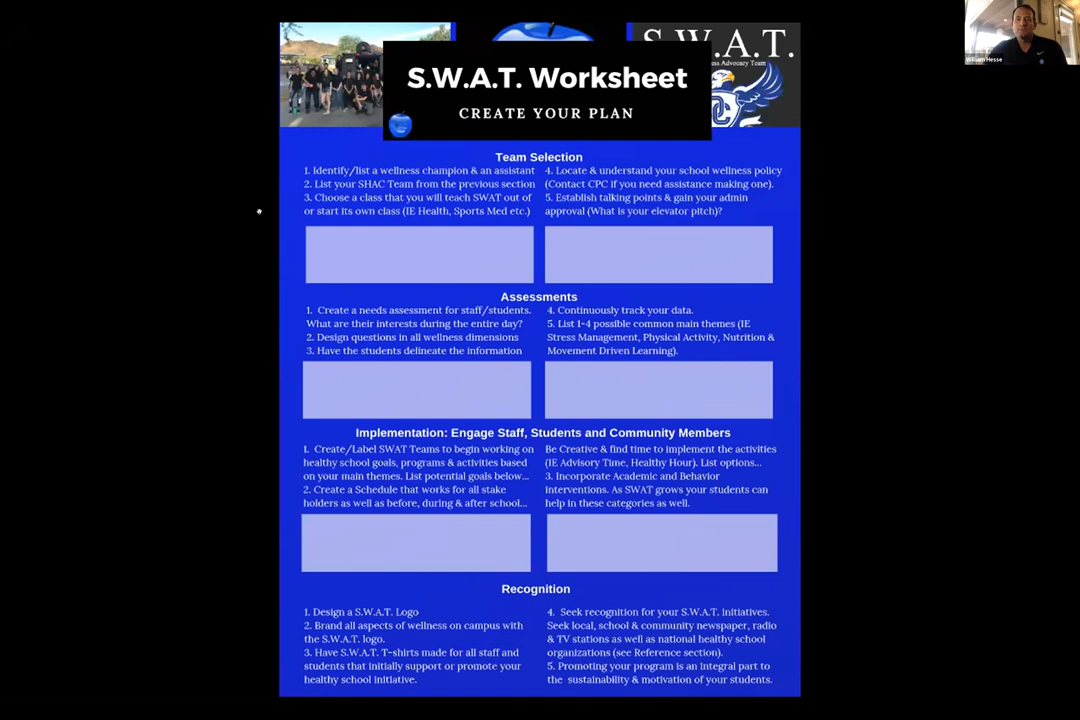 S.W.A.T.
ess Advocacy Team
S.W.A.T. Worksheet
CREATE YOUR PLAN
William Hesse
Team Selection
1. Identify/list a wellness champion & an assistant
2. List your SHAC Team from the previous section
3. Choose a class that you will teach SWAT out of
or start its own class (IE Health, Sports Med etc.)
4. Locate & understand your school wellness policy
(Contact CPC if you need assistance making one).
5. Establish talking points & gain your admin
approval (What is your elevator pitch)?
Assessments
1. Create a needs assessment for staff/students.
What are their interests during the entire day?
2. Design questions in all wellness dimensions
3. Have the students delineate the information
4. Continuously track your data.
5. List 1-4 possible common main themes (IE
Stress Management, Physical Activity, Nutrition &
Movement Driven Learning).
Implementation: Engage Staff, Students and Community Members
1. Create/Label SWAT Teams to begin working on
healthy school goals, programs & activities based
on your main themes. List potential goals below...
2. Create a Schedule that works for all stake
holders as well as before, during & after school...
Be Creative & find time to implement the activities
(IE Advisory Time, Healthy Hour). List options...
3. Incorporate Academic and Behavior
interventions. As SWAT grows your students can
help in these categories as well.
Recognition
1. Design a S.W.A.T. Logo
2. Brand all aspects of wellness on campus with
the S.W.A.T. logo.
3. Have S.W.A.T. T-shirts made for all staff and
students that initially support or promote your
healthy school initiative.
4. Seek recognition for your S.W.A.T. initiatives.
Seek local, school & community newspaper, radio
& TV stations as well as national healthy school
organizations (see Reference section).
5. Promoting your program is an integral part to
the sustainability & motivation of your students.